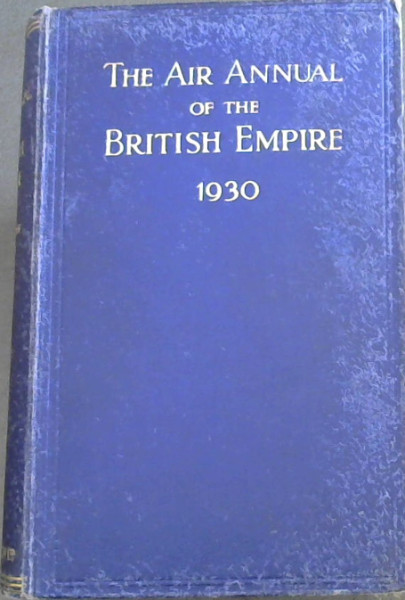 THE AIR ANNUAL
OF THE
BRITISH EMPIRE
1930